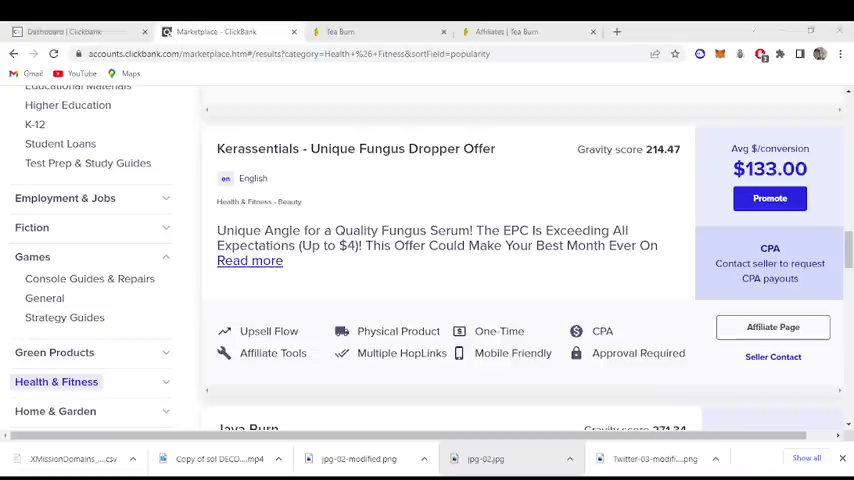 Dashboard | ClickBank
Marketplace - ClickBank
Tea Burn
Affiliates | Tea Burn
accounts.clickbank.com/marketplace.htm#/results?category=Health+%26+Fitness&sortField=popularity
Gmail
YouTube
Maps
Educational Materials
Higher Education
K-12
Student Loans
Test Prep & Study Guides
Employment & Jobs
Fiction
Games
Console Guides & Repairs
General
Strategy Guides
Green Products
Health & Fitness
Home & Garden
Kerassentials - Unique Fungus Dropper Offer
Gravity score 214.47
en English
Health & Fitness - Beauty
Unique Angle for a Quality Fungus Serum! The EPC Is Exceeding All
Expectations (Up to $4)! This Offer Could Make Your Best Month Ever On
Read more
Avg $/conversion
$133.00
Promote
CPA
Contact seller to request
CPA payouts
Upsell Flow
Physical Product
One-Time
CPA
Affiliate Tools
Multiple HopLinks
Mobile Friendly
Approval Required
Affiliate Page
Seller Contact
Java Burn
Gravity score 271.34
XMissionDomains_....csv
Copy of sol DECO....mp4
jpg-02-modified.png
jpg-02.jpg
Twitter-03-modifi....png
Show all